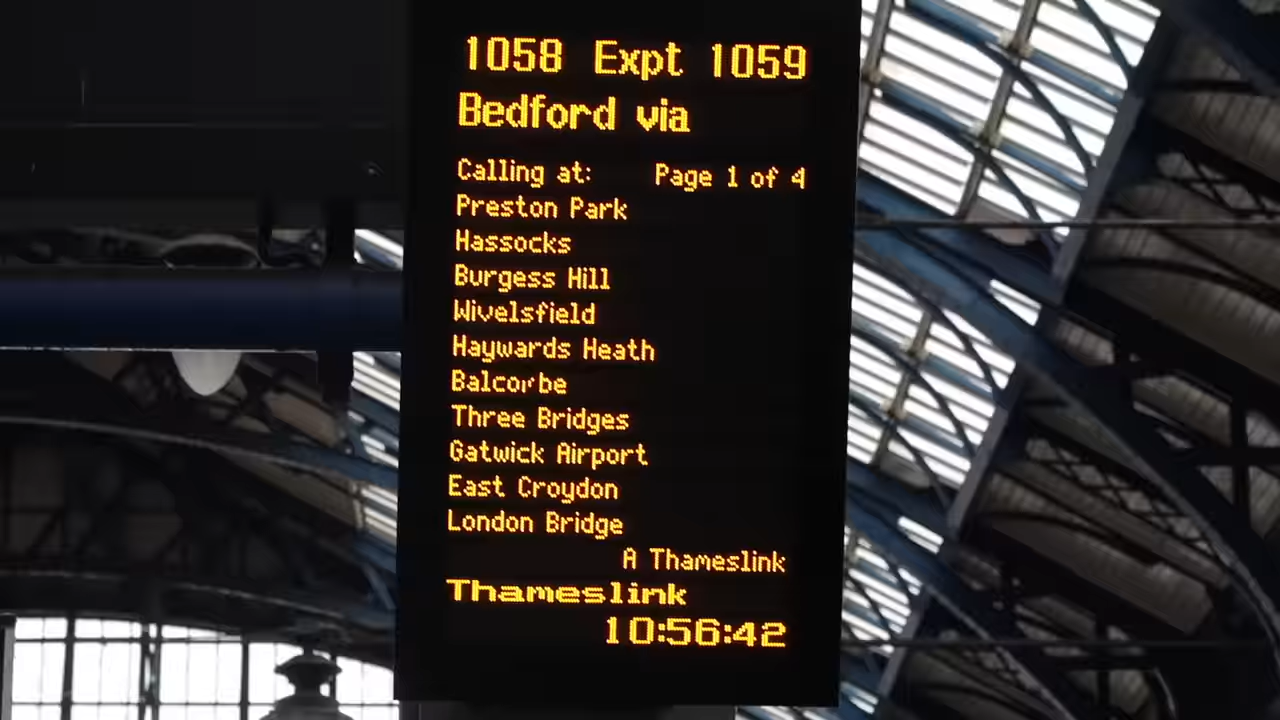 1058 Expt 1059
Bedford via
Calling at: Page 1 of 4
Preston Park
Hassocks
Burgess Hill
Wivelsfield
Haywards Heath
Balcombe
Three Bridges
Gatwick Airport
East Croydon
London Bridge
A Thameslink
Thameslink
10:56:42